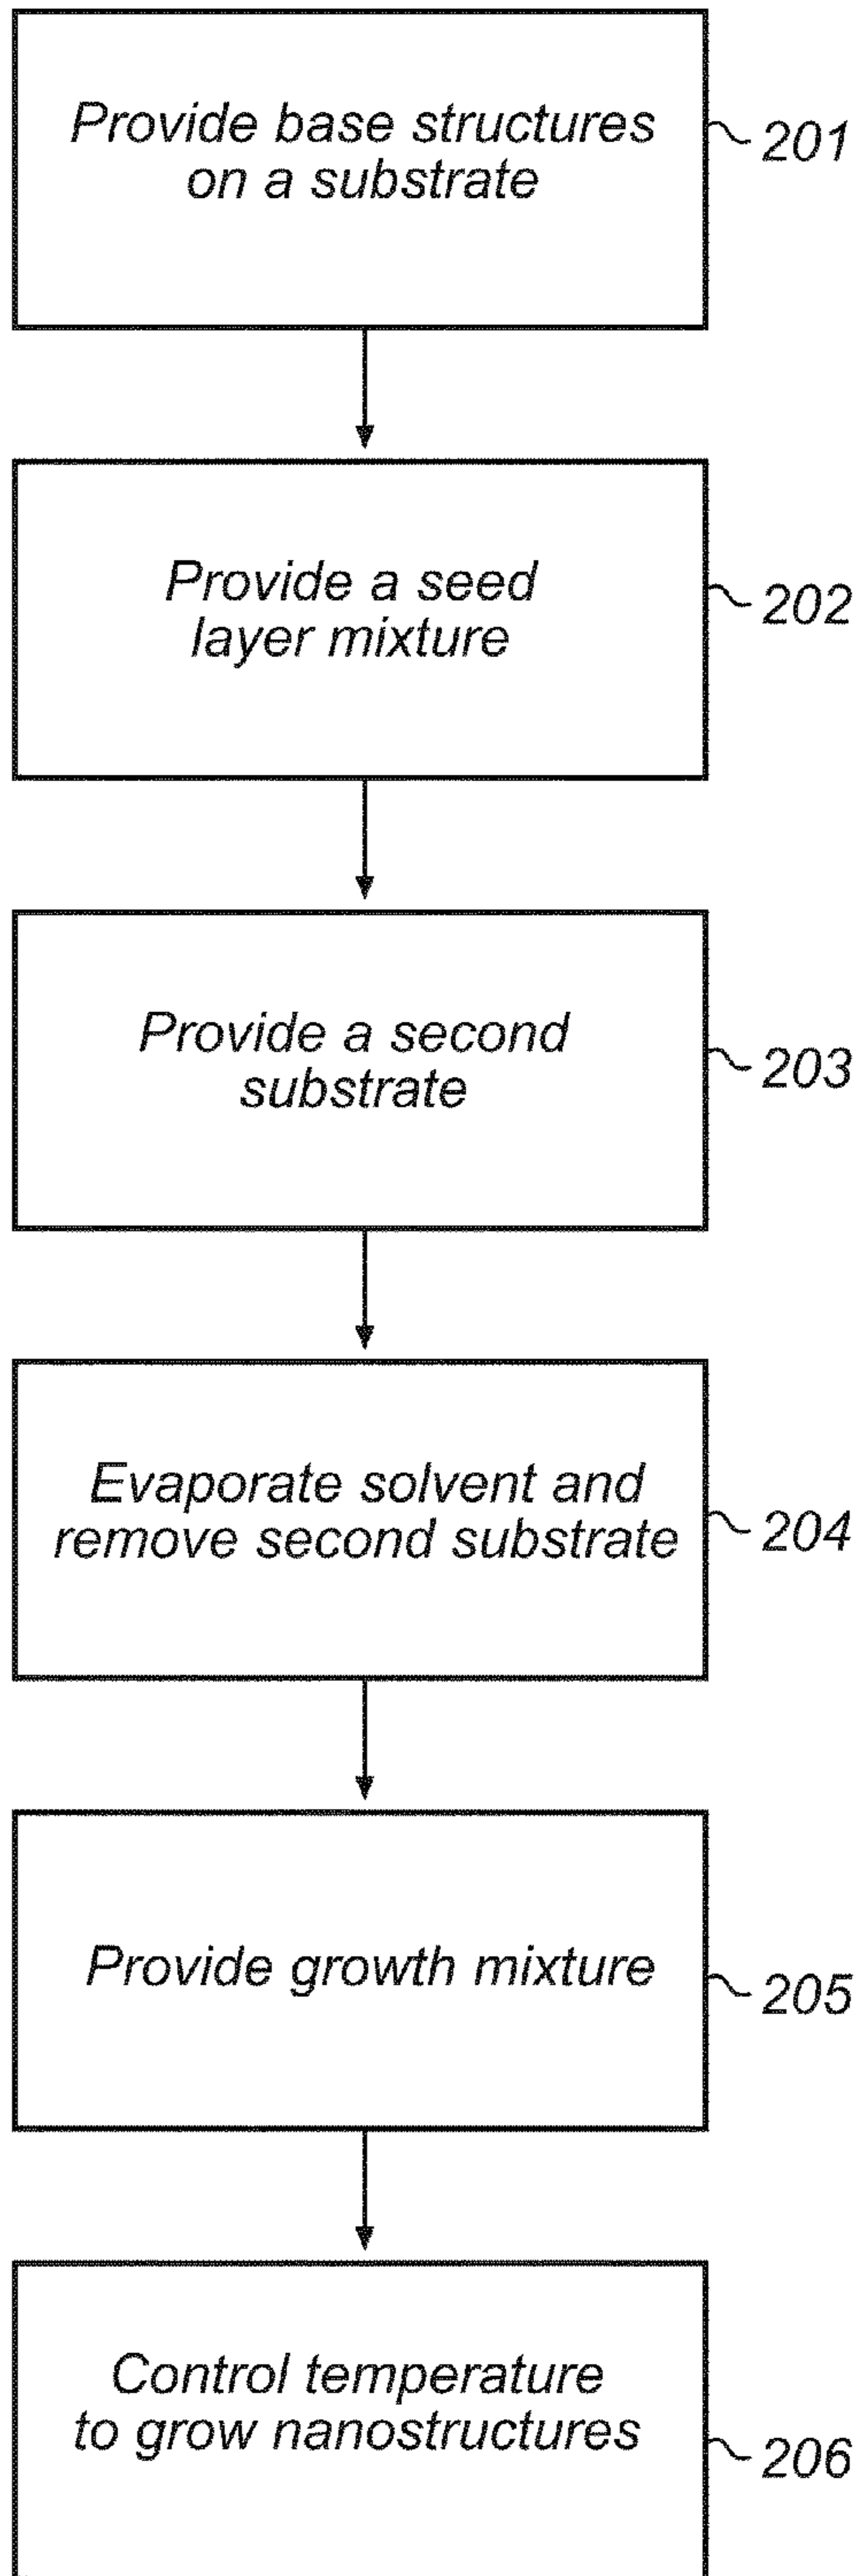 Provide base structures
on a substrate
201
Provide a seed
layer mixture
202
Provide a second
substrate
203
Evaporate solvent and
remove second substrate
204
Provide growth mixture
205
Control temperature
to grow nanostructures
206